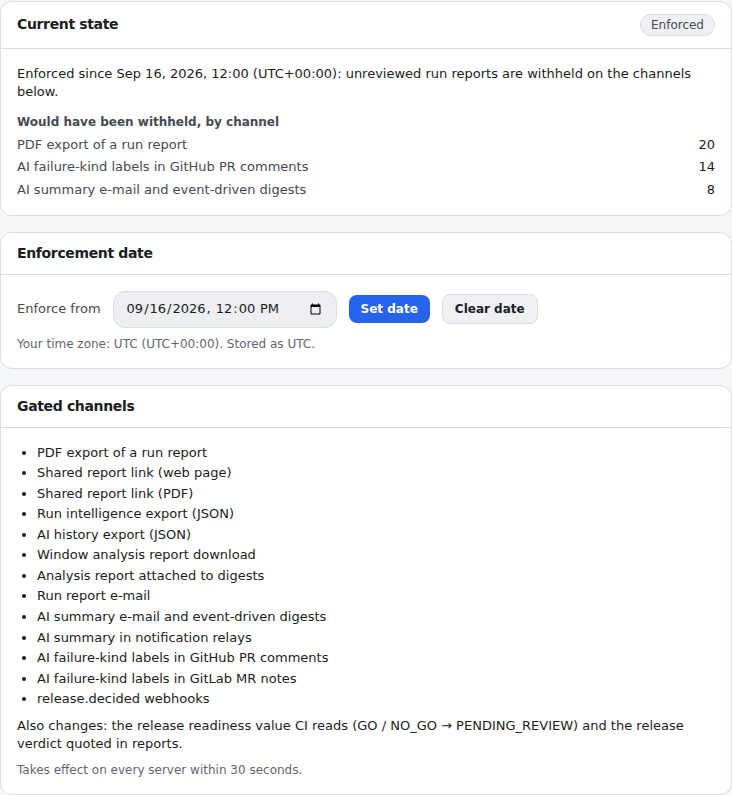 Current state
Enforced
Enforced since Sep 16, 2026, 12:00 (UTC+00:00): unreviewed run reports are withheld on the channels
below.
Would have been withheld, by channel
PDF export of a run report 20
AI failure-kind labels in GitHub PR comments 14
AI summary e-mail and event-driven digests 8
Enforcement date
Enforce from 09/16/2026, 12:00 PM Set date Clear date
Your time zone: UTC (UTC+00:00). Stored as UTC.
Gated channels
• PDF export of a run report
• Shared report link (web page)
• Shared report link (PDF)
• Run intelligence export (JSON)
• AI history export (JSON)
• Window analysis report download
• Analysis report attached to digests
• Run report e-mail
• AI summary e-mail and event-driven digests
• AI summary in notification relays
• AI failure-kind labels in GitHub PR comments
• AI failure-kind labels in GitLab MR notes
• release.decided webhooks
Also changes: the release readiness value CI reads (GO / NO_GO → PENDING_REVIEW) and the release
verdict quoted in reports.
Takes effect on every server within 30 seconds.